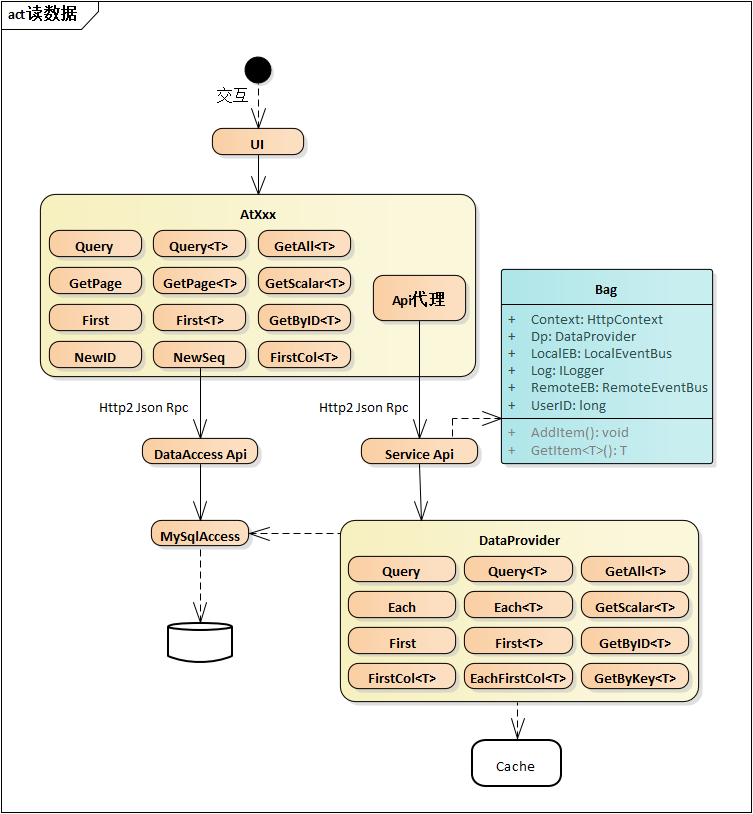 act读数据
交互
UI
AtXxx
Query
Query<T>
GetAll<T>
GetPage
GetPage<T>
GetScalar<T>
First
First<T>
GetByID<T>
NewID
NewSeq
FirstCol<T>
Api代理
Bag
+ Context: HttpContext
+ Dp: DataProvider
+ LocalEB: LocalEventBus
+ Log: ILogger
+ RemoteEB: RemoteEventBus
+ UserID: long
+ AddItem(): void
+ GetItem<T>(): T
Http2 Json Rpc
Http2 Json Rpc
DataAccess Api
Service Api
MySqlAccess
DataProvider
Query
Query<T>
GetAll<T>
Each
Each<T>
GetScalar<T>
First
First<T>
GetByID<T>
FirstCol<T>
EachFirstCol<T>
GetByKey<T>
Cache